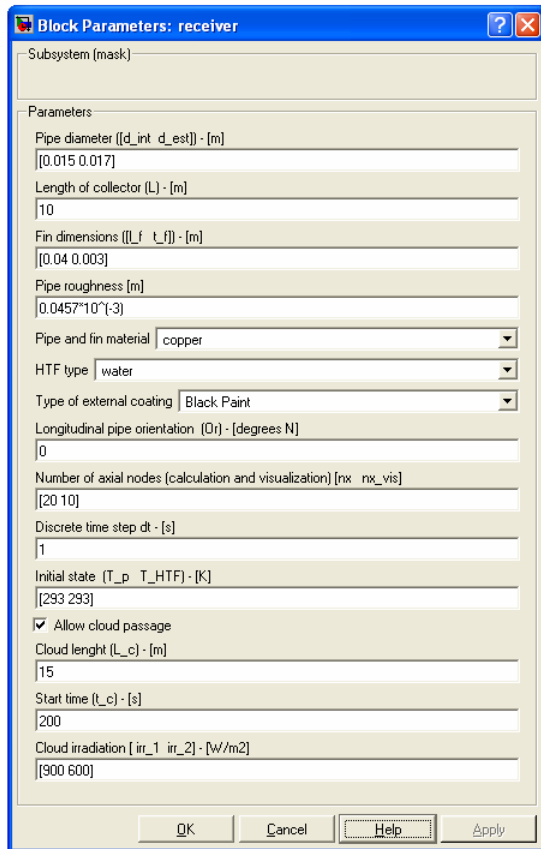 Block Parameters: receiver
Subsystem (mask)
Parameters
Pipe diameter ([d_int d_est]) - [m]
[0.015 0.017]
Length of collector (L) - [m]
10
Fin dimensions ([l_f t_f]) - [m]
[0.04 0.003]
Pipe roughness [m]
0.0457*10^(-3)
Pipe and fin material copper
HTF type water
Type of external coating Black Paint
Longitudinal pipe orientation (Or) - [degrees N]
0
Number of axial nodes (calculation and visualization) [nx nx_vis]
[20 10]
Discrete time step dt - [s]
1
Initial state (T_p T_HTF) - [K]
[293 293]
Allow cloud passage
Cloud lenght (L_c) - [m]
15
Start time (t_c) - [s]
200
Cloud irradiation [ irr_1 irr_2] - [W/m2]
[900 600]
OK Cancel Help Apply